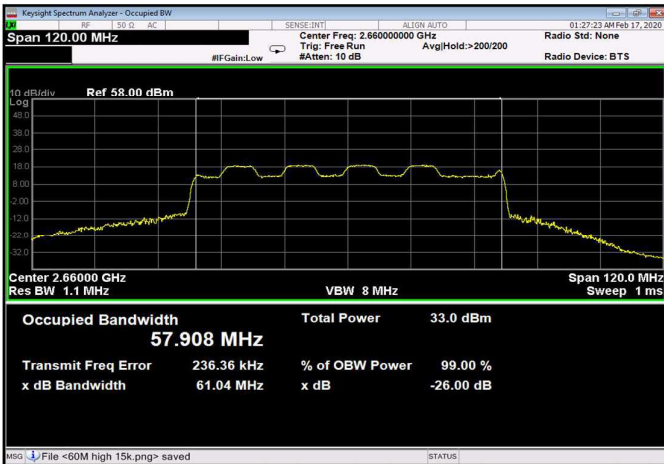 Keysight Spectrum Analyzer - Occupied BW
RF 50 Ω AC SENSE:INT ALIGN AUTO 01:27:23 AM Feb 17, 2020
Span 120.00 MHz Center Freq: 2.660000000 GHz Radio Std: None
Trig: Free Run Avg|Hold:>200/200
#IFGain:Low #Atten: 10 dB Radio Device: BTS
10 dB/div Ref 58.00 dBm
Log
48.0
38.0
28.0
18.0
8.00
-2.00
-12.0
-22.0
-32.0
Center 2.66000 GHz Span 120.0 MHz
Res BW 1.1 MHz VBW 8 MHz Sweep 1 ms
Occupied Bandwidth Total Power 33.0 dBm
57.908 MHz
Transmit Freq Error 236.36 kHz % of OBW Power 99.00 %
x dB Bandwidth 61.04 MHz x dB -26.00 dB
MSG File <60M high 15k.png> saved STATUS